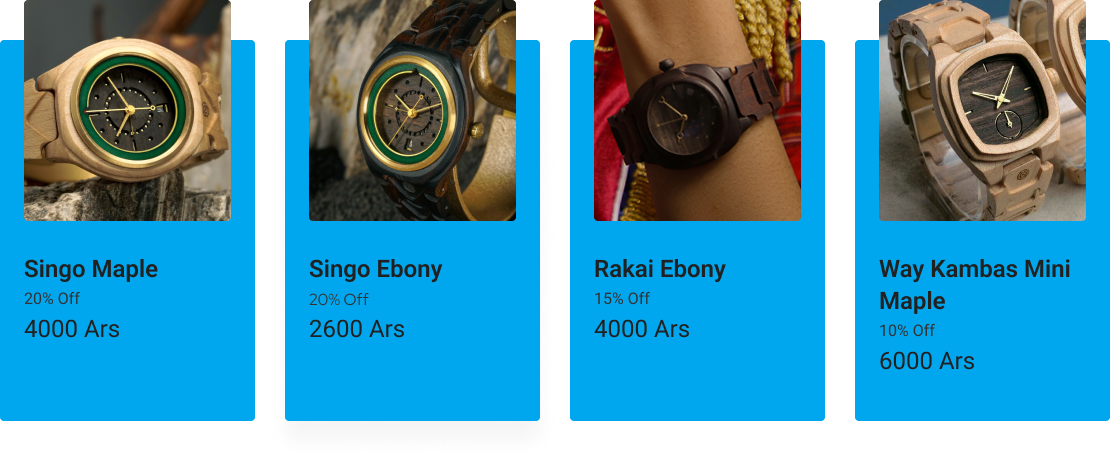 Singo Maple
20% Off
4000 Ars
Singo Ebony
20% Off
2600 Ars
Rakai Ebony
15% Off
4000 Ars
Way Kambas Mini
Maple
10% Off
6000 Ars